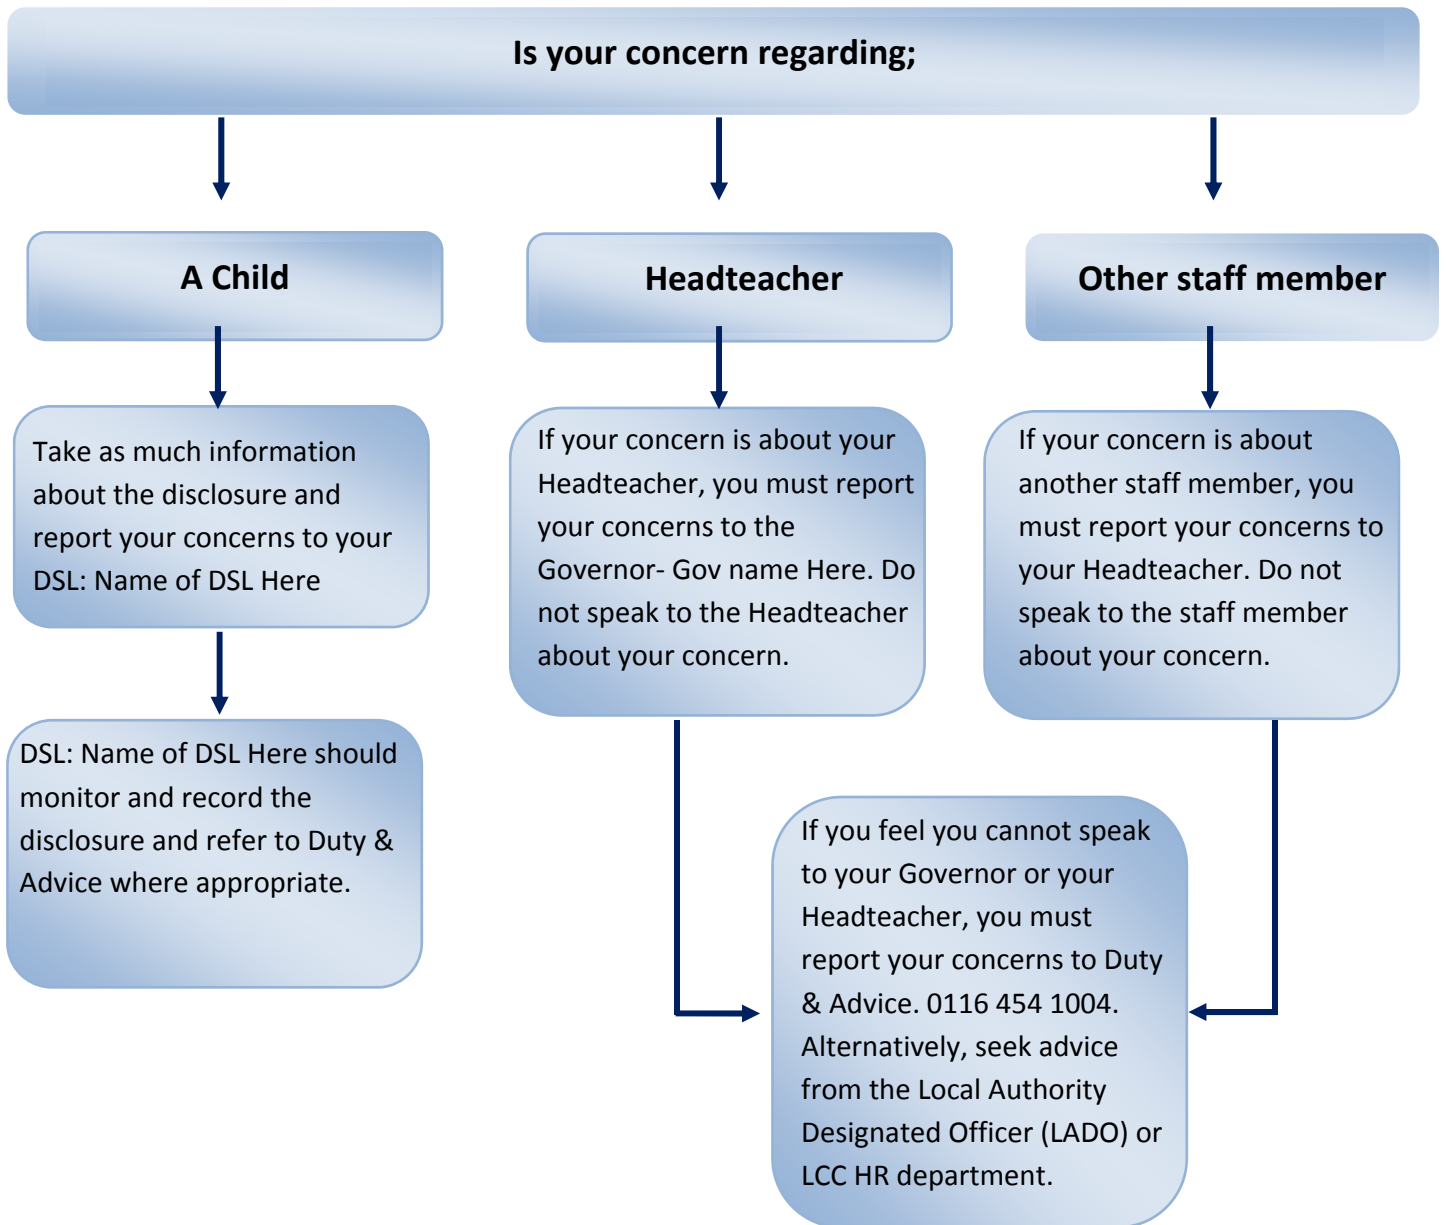 Is your concern regarding;
A Child
Headteacher
Other staff member
Take as much information
about the disclosure and
report your concerns to your
DSL: Name of DSL Here
If your concern is about your
Headteacher, you must report
your concerns to the
Governor- Gov name Here. Do
not speak to the Headteacher
about your concern.
If your concern is about
another staff member, you
must report your concerns to
your Headteacher. Do not
speak to the staff member
about your concern.
DSL: Name of DSL Here should
monitor and record the
disclosure and refer to Duty &
Advice where appropriate.
If you feel you cannot speak
to your Governor or your
Headteacher, you must
report your concerns to Duty
& Advice. 0116 454 1004.
Alternatively, seek advice
from the Local Authority
Designated Officer (LADO) or
LCC HR department.